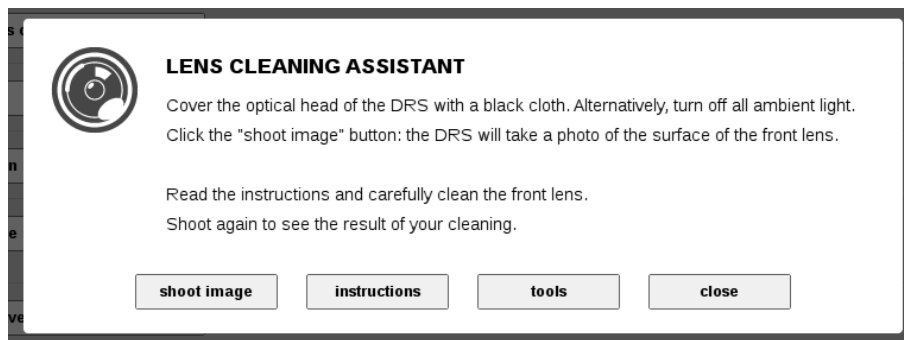 LENS CLEANING ASSISTANT
Cover the optical head of the DRS with a black cloth. Alternatively, turn off all ambient light.
Click the "shoot image" button: the DRS will take a photo of the surface of the front lens.
Read the instructions and carefully clean the front lens.
Shoot again to see the result of your cleaning.
shoot image
instructions
tools
close